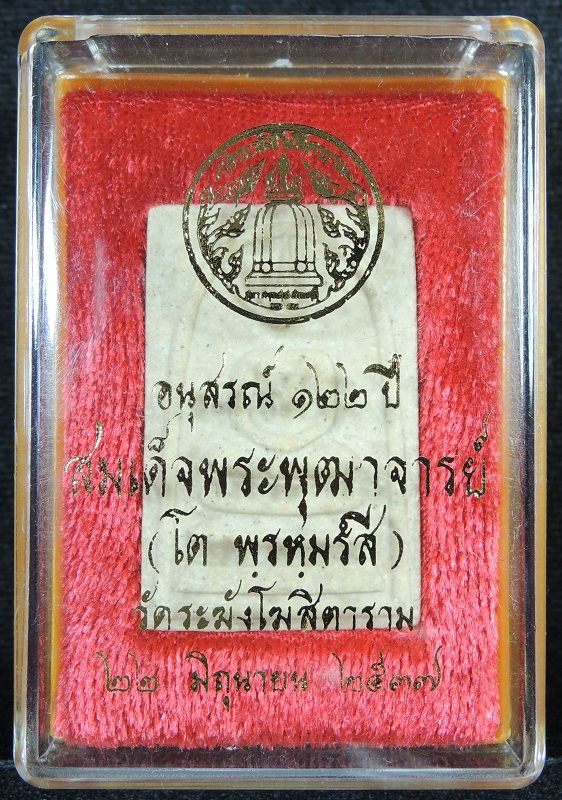 อนุสรณ์ ๑๒๒ ปี
สมเด็จพระพุฒาจารย์
(โต พฺรหฺมรํสี)
วัดระฆังโฆสิตาราม
๒๒ มิถุนายน ๒๕๓๗